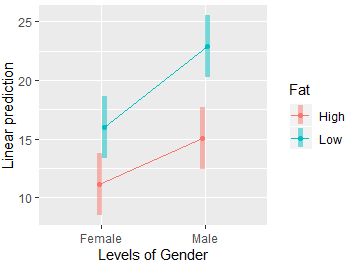 25
20
15
10
Linear prediction
Female
Male
Levels of Gender
Fat
High
Low